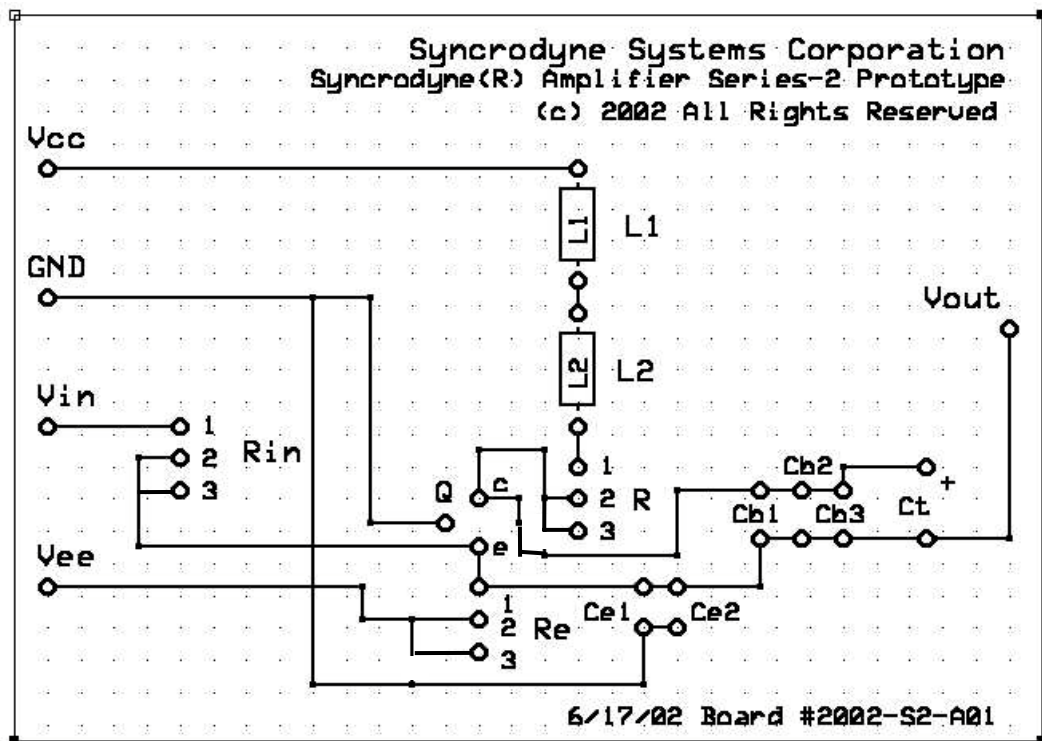 Syncrodyne Systems Corporation
Syncrodyne(R) Amplifier Series-2 Prototype
(c) 2002 All Rights Reserved
Vcc
L1 L1
GND
Vout
L2 L2
Vin
1
2 Rin
3
1
Q c 2 R
3
e
Cb2
+
Cb1 Cb3 Ct
Vee
1
2 Re
3
Ce1 Ce2
6/17/02 Board #2002-S2-A01